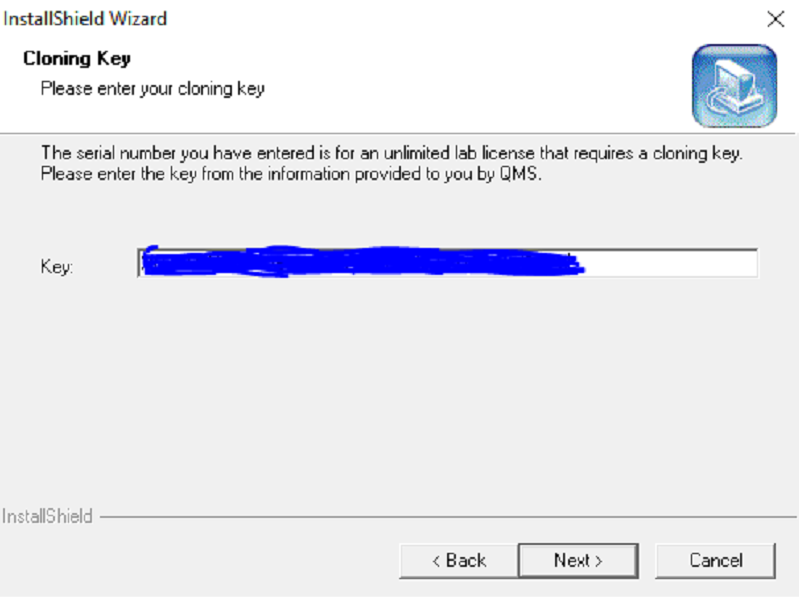 InstallShield Wizard
Cloning Key
Please enter your cloning key
The serial number you have entered is for an unlimited lab license that requires a cloning key.
Please enter the key from the information provided to you by QMS.
Key:
InstallShield
< Back Next > Cancel